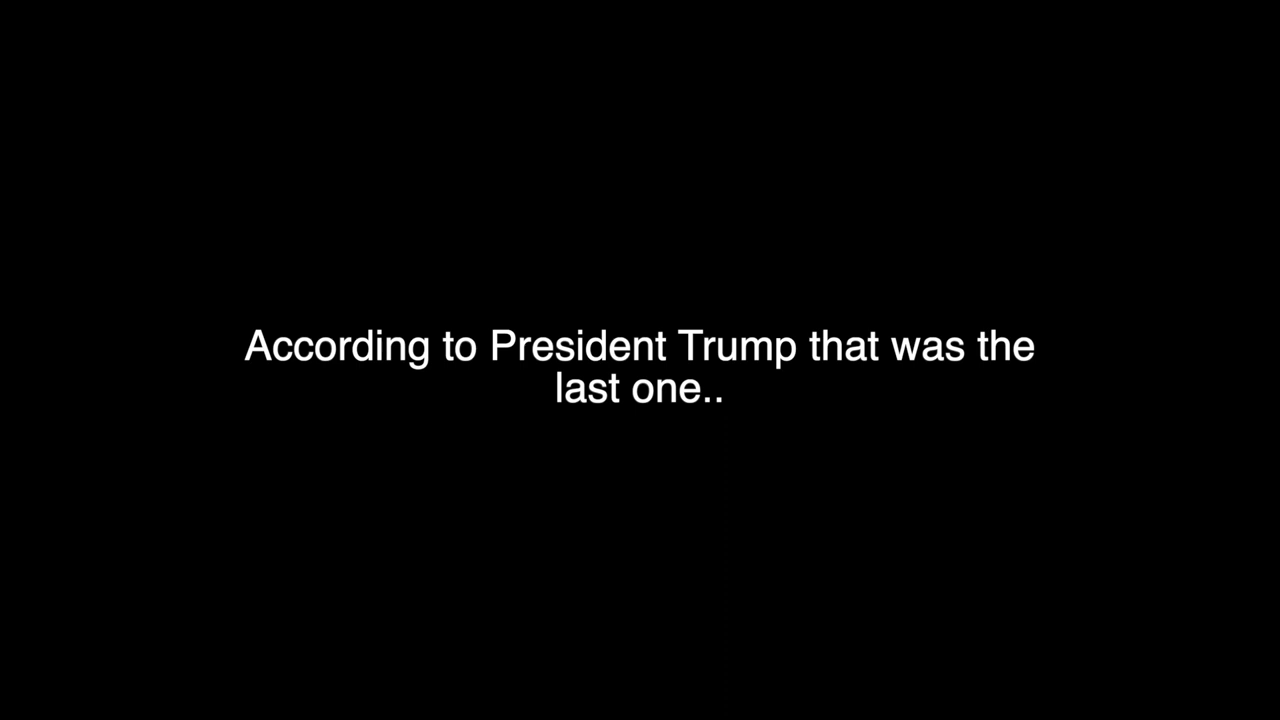 According to President Trump that was the
last one..